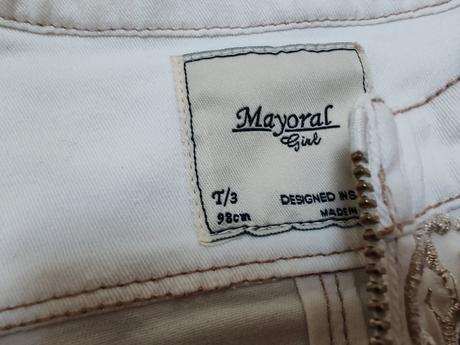 Mayoral
Girl
T/3
98cm
DESIGNED IN S
MADE IN